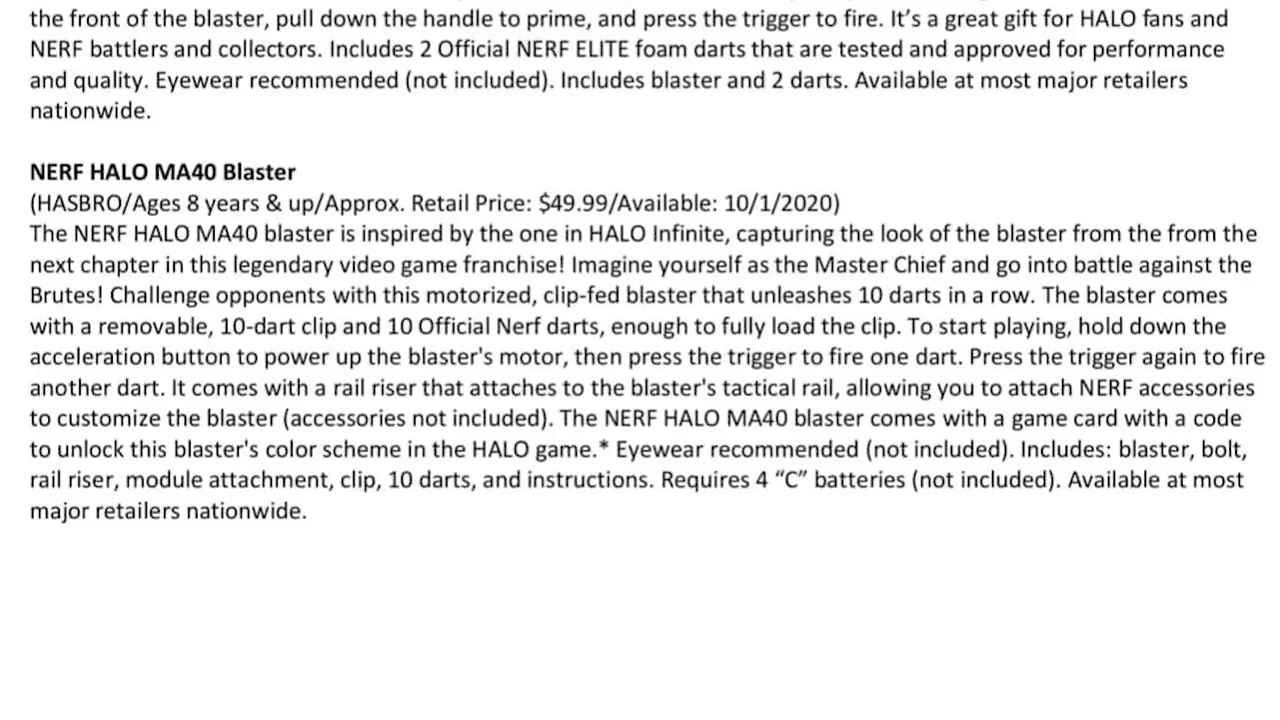 the front of the blaster, pull down the handle to prime, and press the trigger to fire. It’s a great gift for HALO fans and
NERF battlers and collectors. Includes 2 Official NERF ELITE foam darts that are tested and approved for performance
and quality. Eyewear recommended (not included). Includes blaster and 2 darts. Available at most major retailers
nationwide.
NERF HALO MA40 Blaster
(HASBRO/Ages 8 years & up/Approx. Retail Price: $49.99/Available: 10/1/2020)
The NERF HALO MA40 blaster is inspired by the one in HALO Infinite, capturing the look of the blaster from the from the
next chapter in this legendary video game franchise! Imagine yourself as the Master Chief and go into battle against the
Brutes! Challenge opponents with this motorized, clip-fed blaster that unleashes 10 darts in a row. The blaster comes
with a removable, 10-dart clip and 10 Official Nerf darts, enough to fully load the clip. To start playing, hold down the
acceleration button to power up the blaster's motor, then press the trigger to fire one dart. Press the trigger again to fire
another dart. It comes with a rail riser that attaches to the blaster's tactical rail, allowing you to attach NERF accessories
to customize the blaster (accessories not included). The NERF HALO MA40 blaster comes with a game card with a code
to unlock this blaster's color scheme in the HALO game.* Eyewear recommended (not included). Includes: blaster, bolt,
rail riser, module attachment, clip, 10 darts, and instructions. Requires 4 “C” batteries (not included). Available at most
major retailers nationwide.